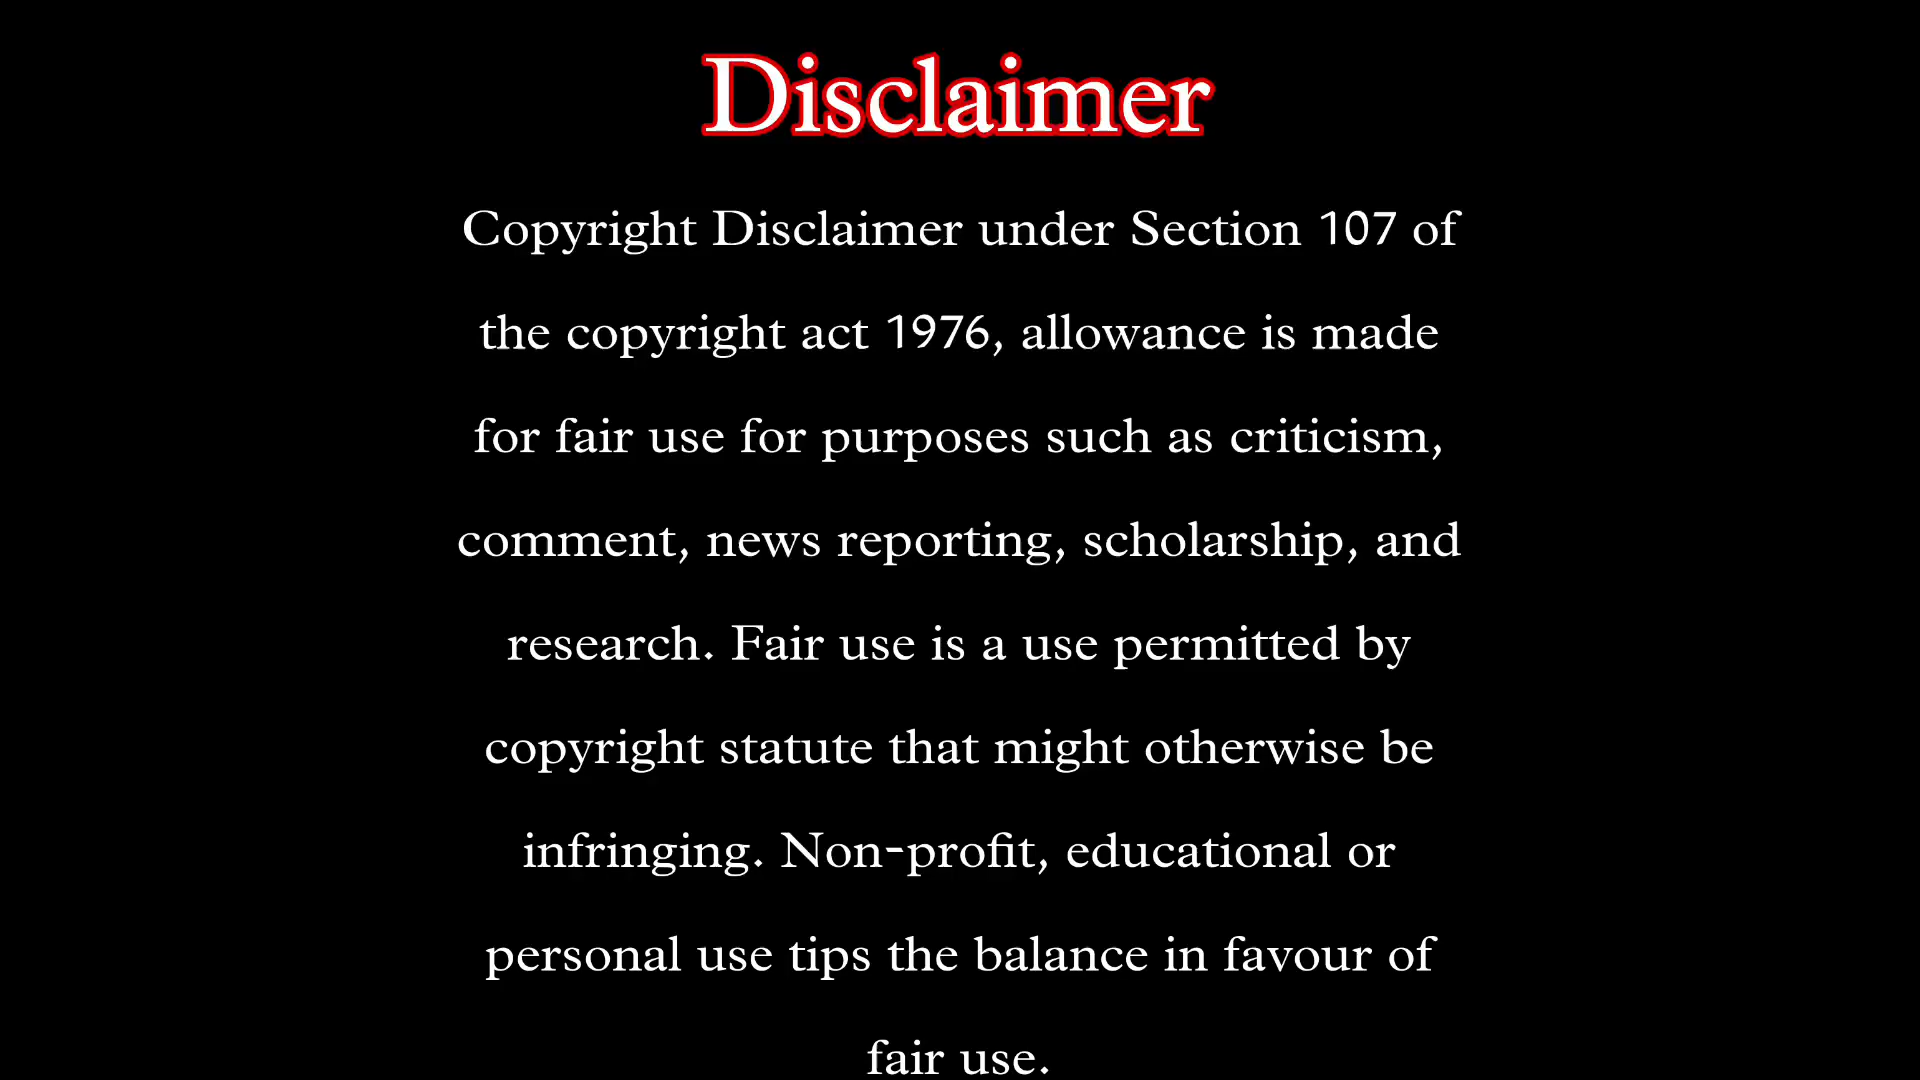 Disclaimer
Copyright Disclaimer under Section 107 of
the copyright act 1976, allowance is made
for fair use for purposes such as criticism,
comment, news reporting, scholarship, and
research. Fair use is a use permitted by
copyright statute that might otherwise be
infringing. Non-profit, educational or
personal use tips the balance in favour of
fair use.